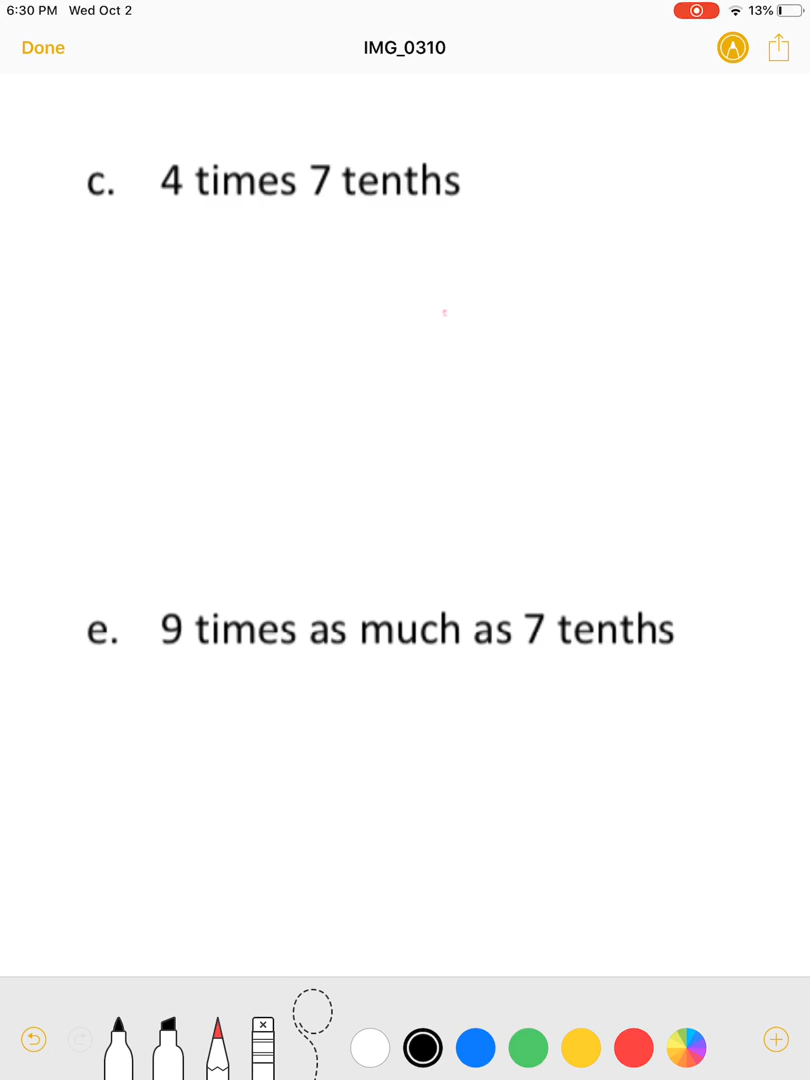 6:30 PM Wed Oct 2
13%
Done
IMG_0310
c. 4 times 7 tenths
e. 9 times as much as 7 tenths